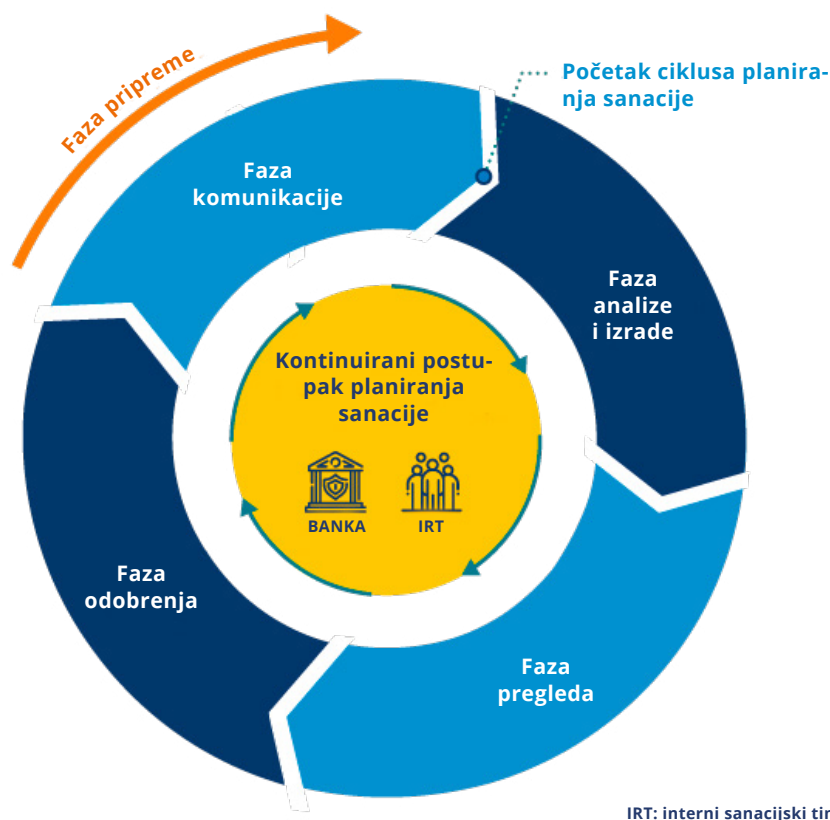 Faza pripreme
Početak ciklusa planira-
nja sanacije
Faza
komunikacije
Faza
analize
i izrade
Kontinuirani postu-
pak planiranja
sanacije
BANKA
IRT
Faza
odobrenja
Faza
pregleda
IRT: interni sanacijski tim